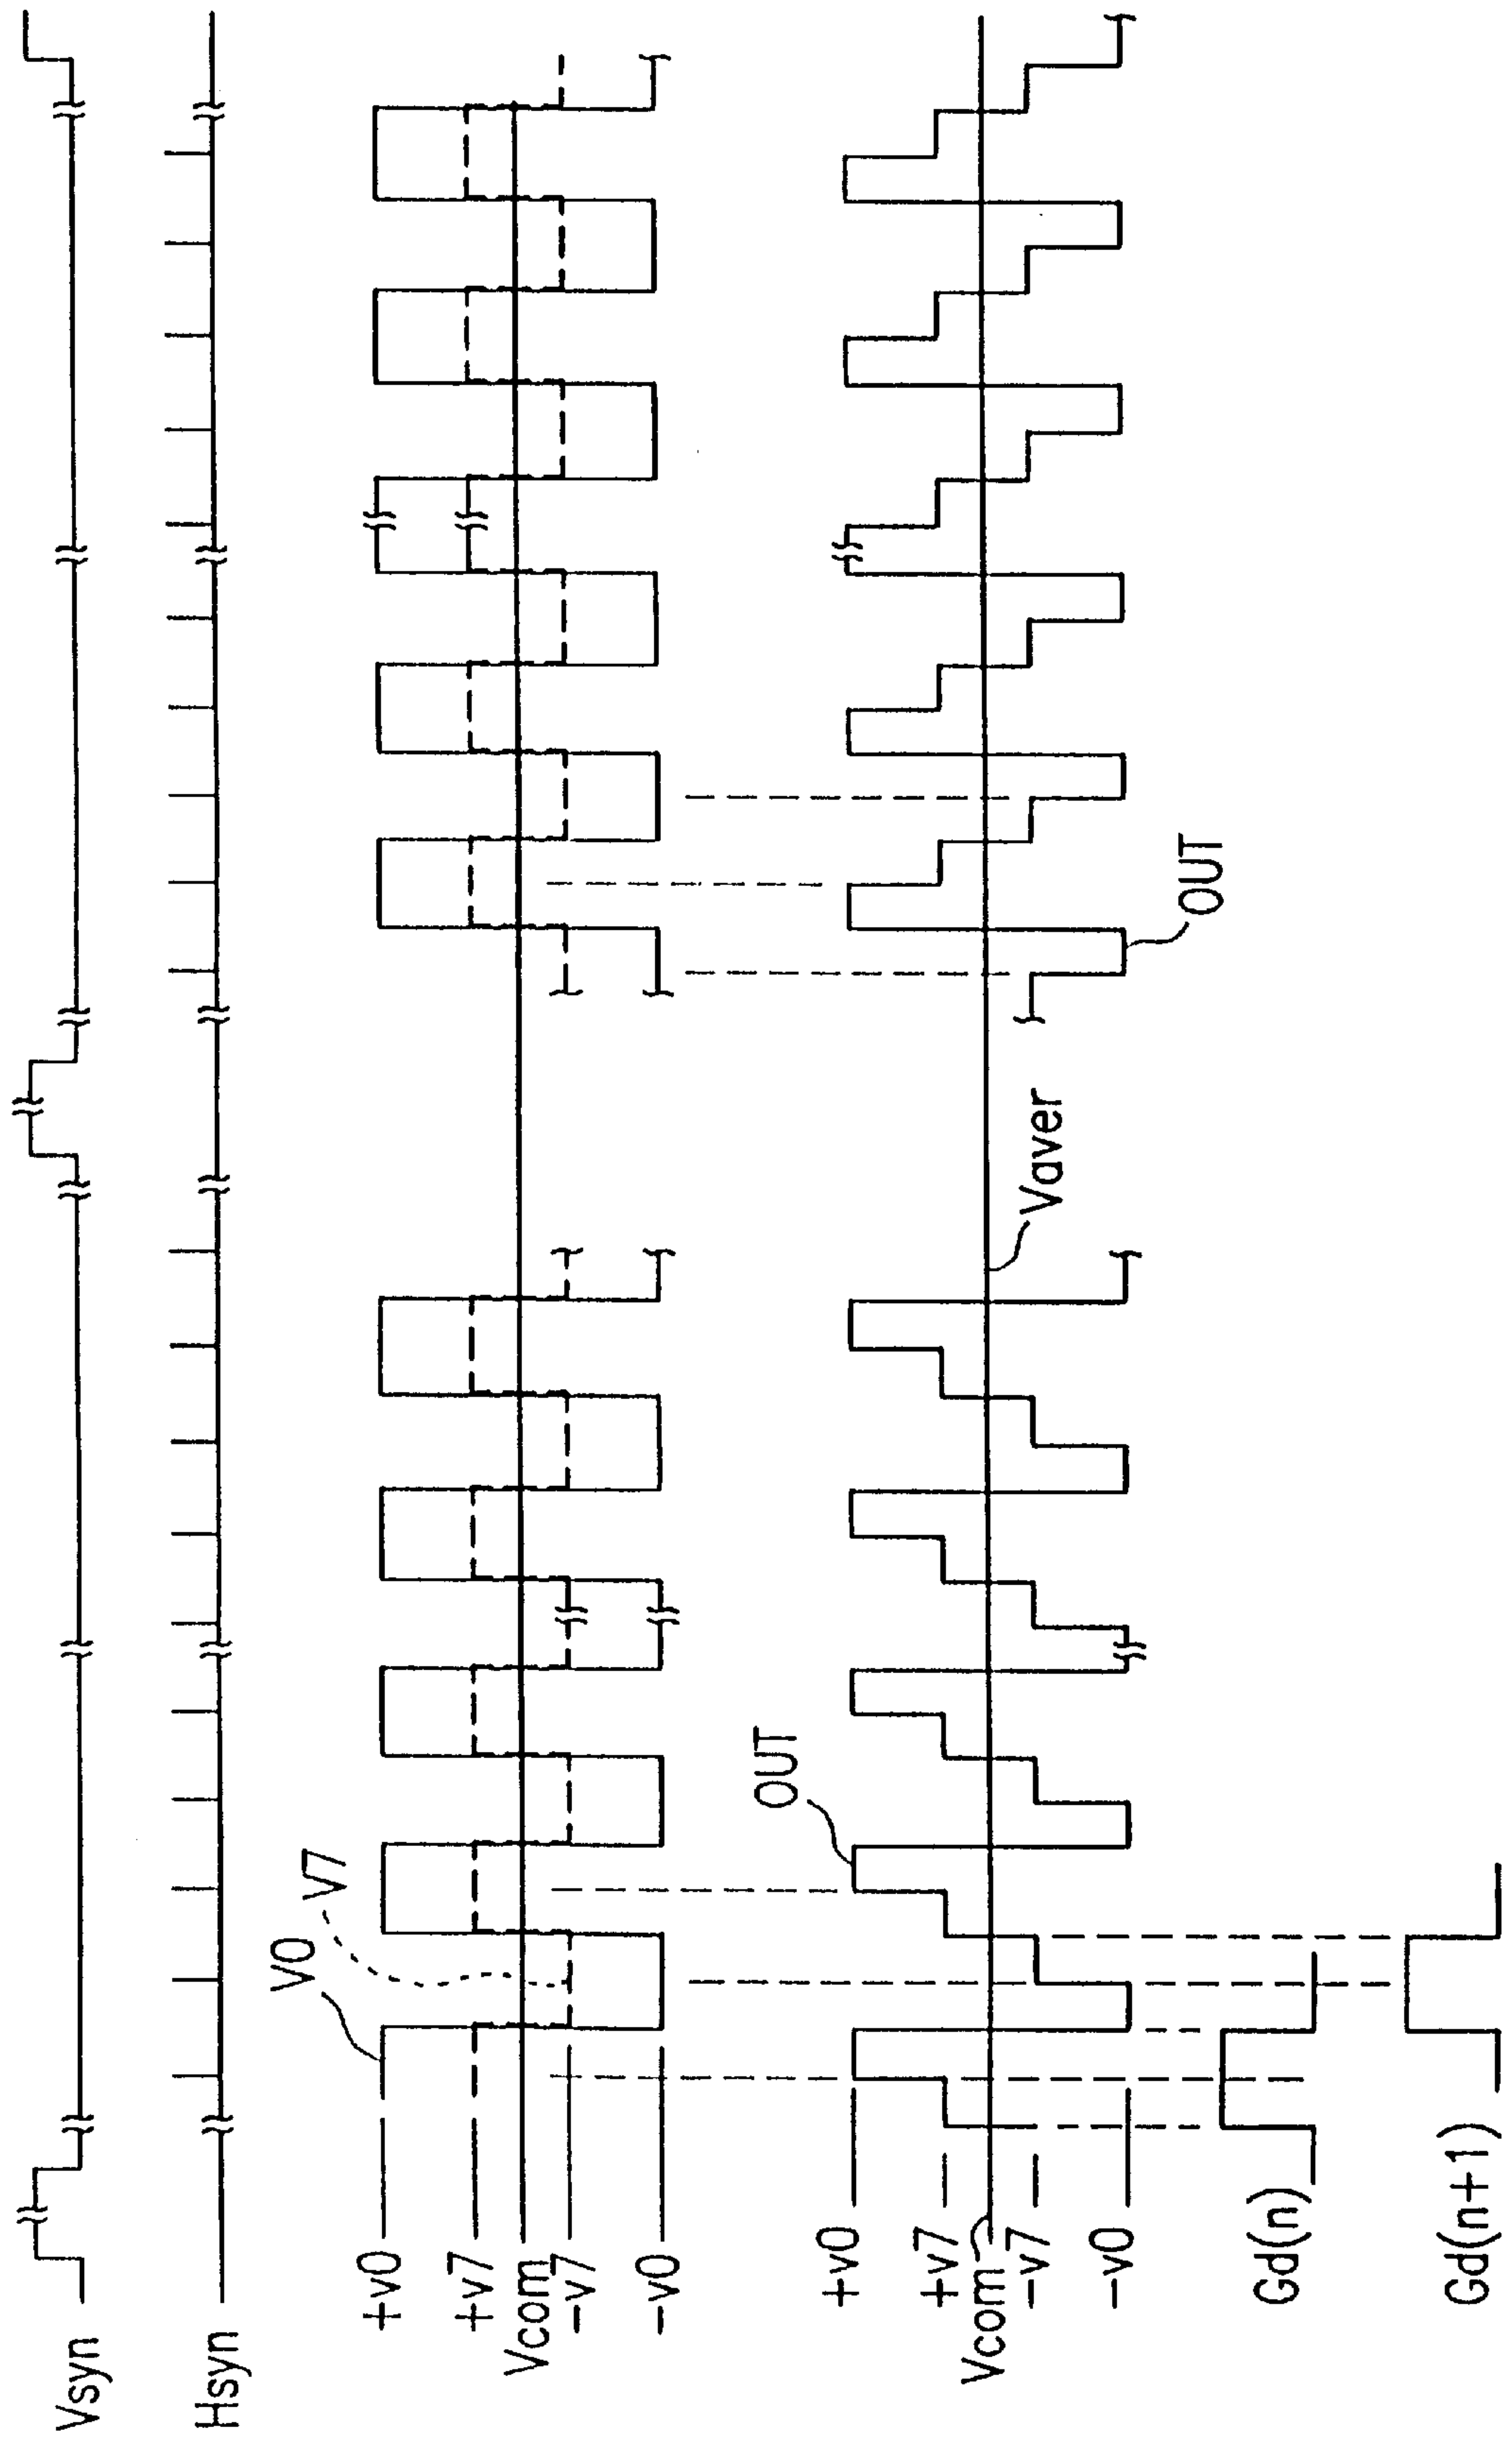 Vsyn
Hsyn
V0
V7
+v0
+v7
Vcom
-v7
-v0
OUT
OUT
Vaver
+v0
+v7
Vcom
-v7
-v0
Gd(n)
Gd(n+1)